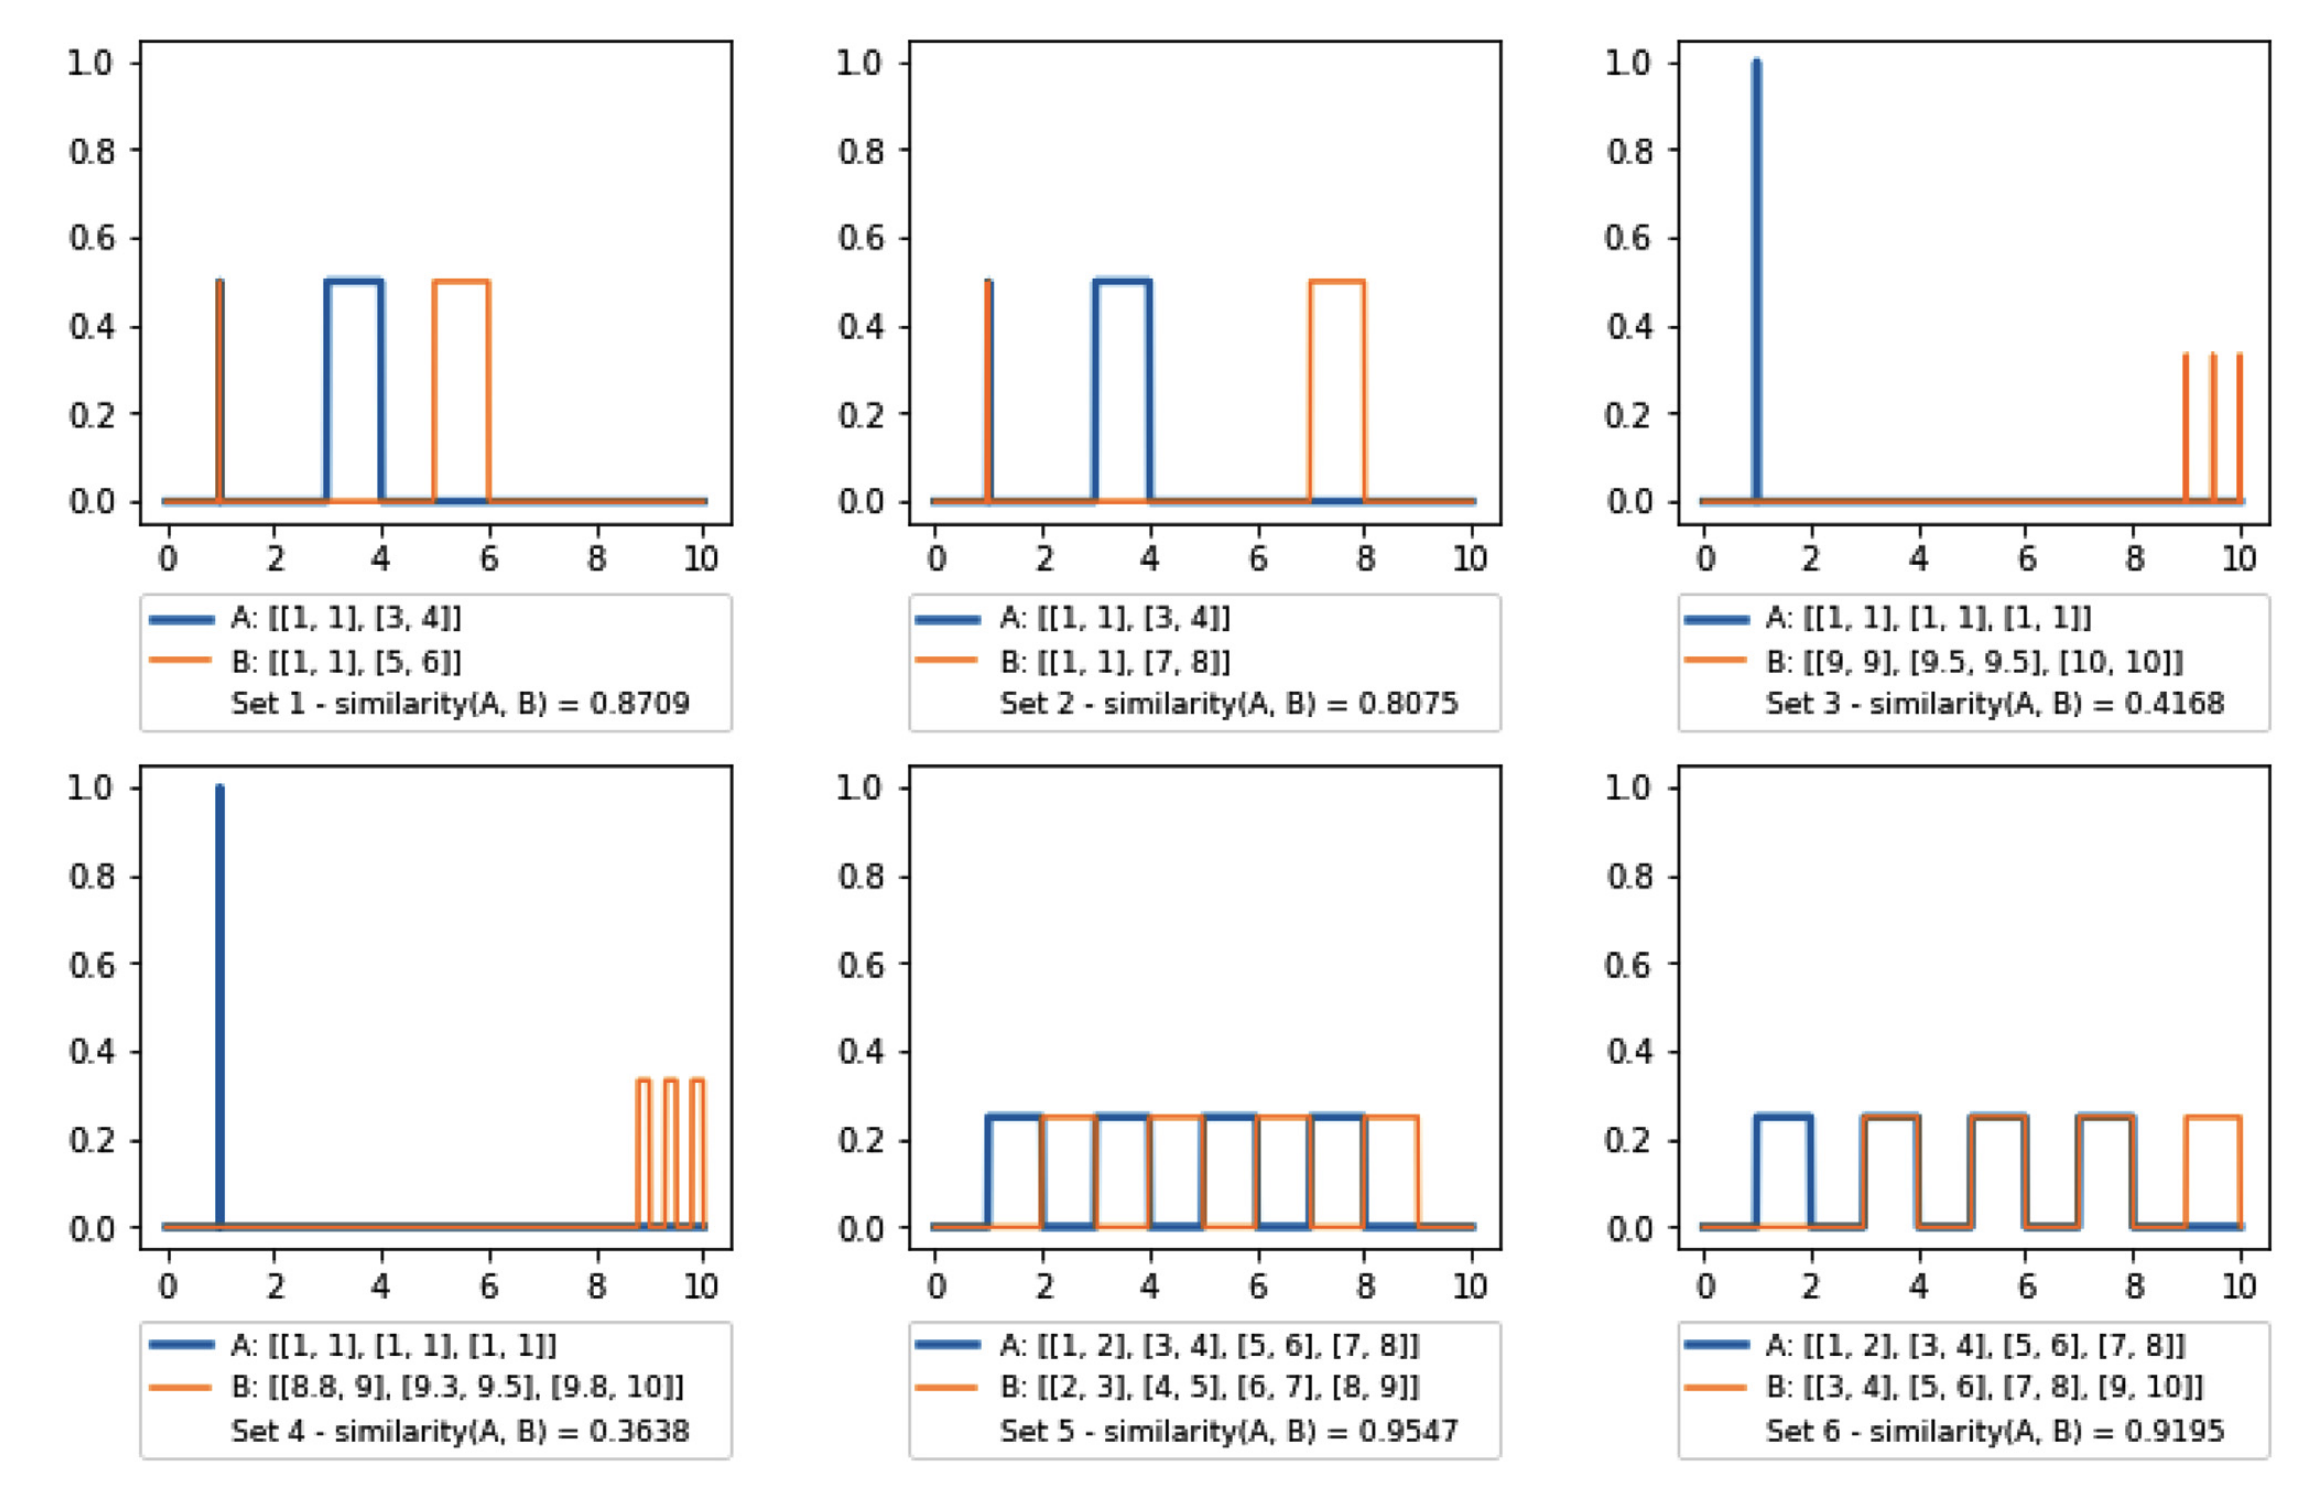 1.0
0.8
0.6
0.4
0.2
0.0
0 2 4 6 8 10
A: [[1, 1], [3, 4]]
B: [[1, 1], [5, 6]]
Set 1 - similarity(A, B) = 0.8709
1.0
0.8
0.6
0.4
0.2
0.0
0 2 4 6 8 10
A: [[1, 1], [3, 4]]
B: [[1, 1], [7, 8]]
Set 2 - similarity(A, B) = 0.8075
1.0
0.8
0.6
0.4
0.2
0.0
0 2 4 6 8 10
A: [[1, 1], [1, 1], [1, 1]]
B: [[9, 9], [9.5, 9.5], [10, 10]]
Set 3 - similarity(A, B) = 0.4168
1.0
0.8
0.6
0.4
0.2
0.0
0 2 4 6 8 10
A: [[1, 1], [1, 1], [1, 1]]
B: [[8.8, 9], [9.3, 9.5], [9.8, 10]]
Set 4 - similarity(A, B) = 0.3638
1.0
0.8
0.6
0.4
0.2
0.0
0 2 4 6 8 10
A: [[1, 2], [3, 4], [5, 6], [7, 8]]
B: [[2, 3], [4, 5], [6, 7], [8, 9]]
Set 5 - similarity(A, B) = 0.9547
1.0
0.8
0.6
0.4
0.2
0.0
0 2 4 6 8 10
A: [[1, 2], [3, 4], [5, 6], [7, 8]]
B: [[3, 4], [5, 6], [7, 8], [9, 10]]
Set 6 - similarity(A, B) = 0.9195